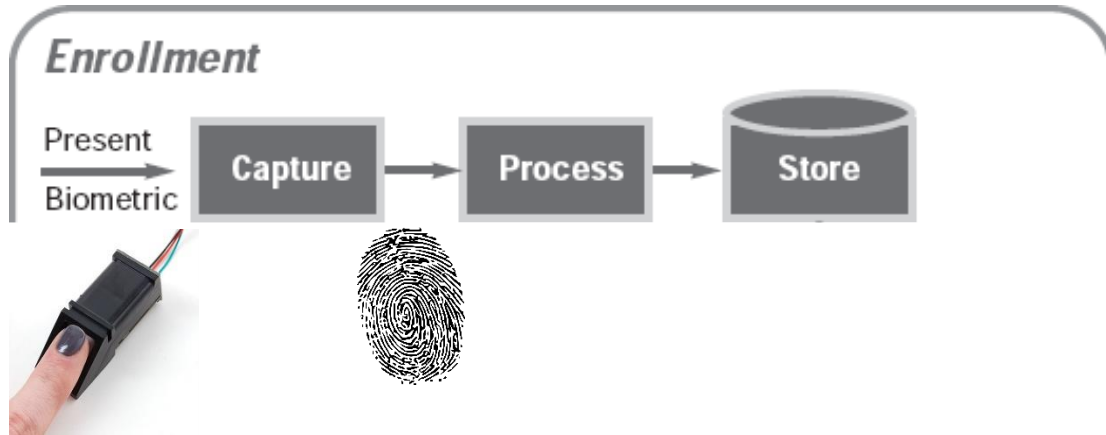 Enrollment
Present
Biometric
Capture
Process
Store